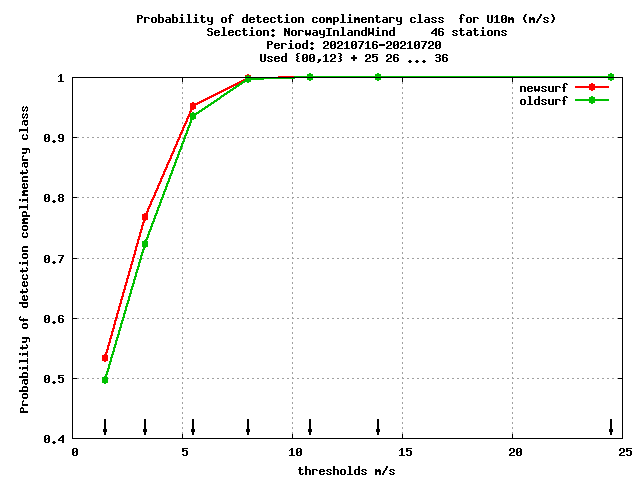 Probability of detection complimentary class  for U10m (m/s)
Selection: NorwayInlandWind     46 stations
Period: 20210716-20210720
Used {00,12} + 25 26 ... 36
newsurf
oldsurf
Probability of detection complimentary class
1
0.9
0.8
0.7
0.6
0.5
0.4
0 5 10 15 20 25
thresholds m/s